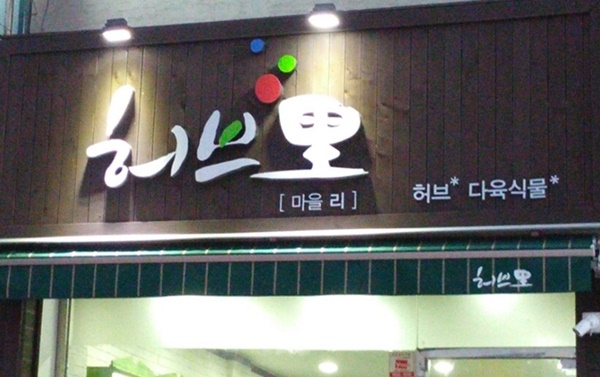 허브里
[ 마을 리 ]
허브* 다육식물*
허브里